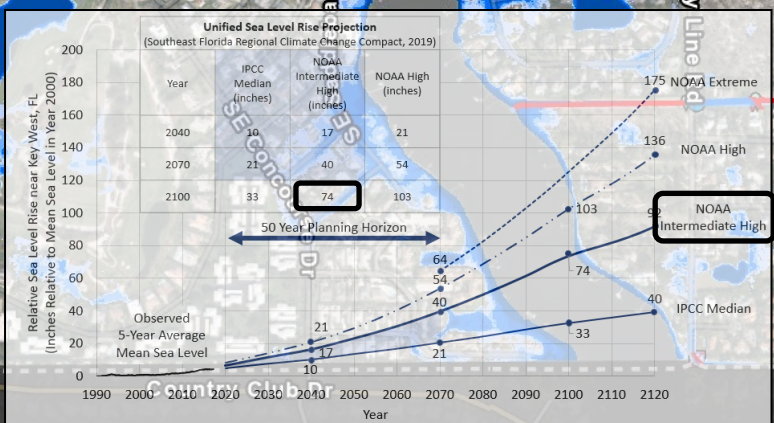 Unified Sea Level Rise Projection
(Southeast Florida Regional Climate Change Compact, 2019)
Year
IPCC
Median
(inches)
NOAA
Intermediate
High
(inches)
NOAA High
(inches)
2040 10 17 21
2070 21 40 54
2100 33 74 103
50 Year Planning Horizon
Relative Sea Level Rise near Key West, FL
(Inches Relative to Mean Sea Level in Year 2000)
200
180
160
140
120
100
80
60
40
20
0
175 NOAA Extreme
136
NOAA High
103
NOAA
Intermediate High
74
64
54
40
40
IPCC Median
33
21
21
17
10
Observed
5-Year Average
Mean Sea Level
1990 2000 2010 2020 2030 2040 2050 2060 2070 2080 2090 2100 2110 2120
Year
SE Concourse Dr
Country Club Dr
y Line Rd